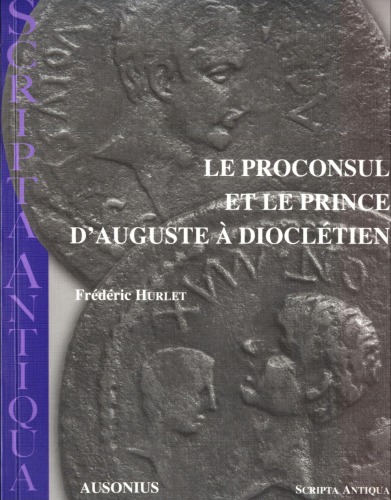 SCRIPTA ANTIQUA
LE PROCONSUL
ET LE PRINCE
D'AUGUSTE À DIOCLÉTIEN
Frédéric HURLET
AUSONIUS
SCRIPTA ANTIQUA